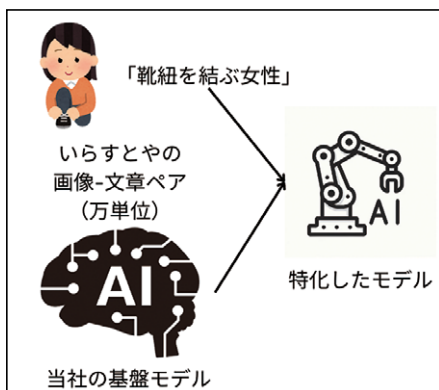 「靴紐を結ぶ女性」
いらすとやの
画像-文章ペア
（万単位）
AI
AI
特化したモデル
当社の基盤モデル